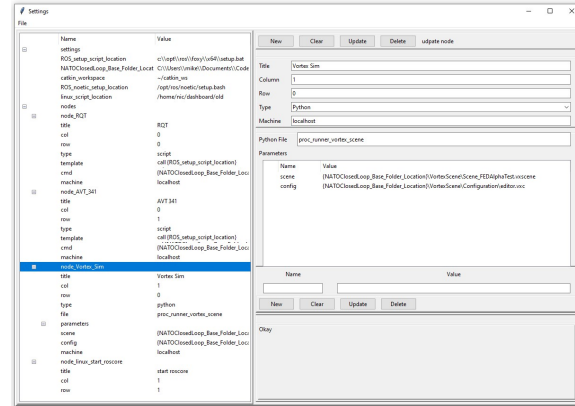 Settings
File
Name Value
settings
ROS_setup_script_location c:\\opt\\ros\\foxy\\x64\\setup.bat
NATOClosedLoop_Base_Folder_Locat C:\\Users\\mike\\Documents\\Code
catkin_workspace ~/catkin_ws
ROS_noetic_setup_location /opt/ros/noetic/setup.bash
linux_script_location /home/nic/dashboard/old
nodes
node_RQT
title RQT
col 0
row 0
type script
template call {ROS_setup_script_location}
cmd {NATOClosedLoop_Base_Folder_Loca
machine localhost
node_AVT_341
title AVT 341
col 0
row 1
type script
template call {ROS_setup_script_location}
cmd {NATOClosedLoop_Base_Folder_Loca
machine localhost
node_Vortex_Sim
title Vortex Sim
col 1
row 0
type python
file proc_runner_vortex_scene
parameters
scene {NATOClosedLoop_Base_Folder_Loca
config {NATOClosedLoop_Base_Folder_Loca
machine localhost
node_linux_start_roscore
title start roscore
col 1
row 1
New Clear Update Delete udpate node
Title Vortex Sim
Column 1
Row 0
Type Python
Machine localhost
Python File proc_runner_vortex_scene
Parameters
Name Value
scene {NATOClosedLoop_Base_Folder_Location}\VortexScene\Scene_FEDAlphaTest.vxscene
config {NATOClosedLoop_Base_Folder_Location}\VortexScene\Configuration\editor.vxc
Name Value
New Clear Update Delete
Okay